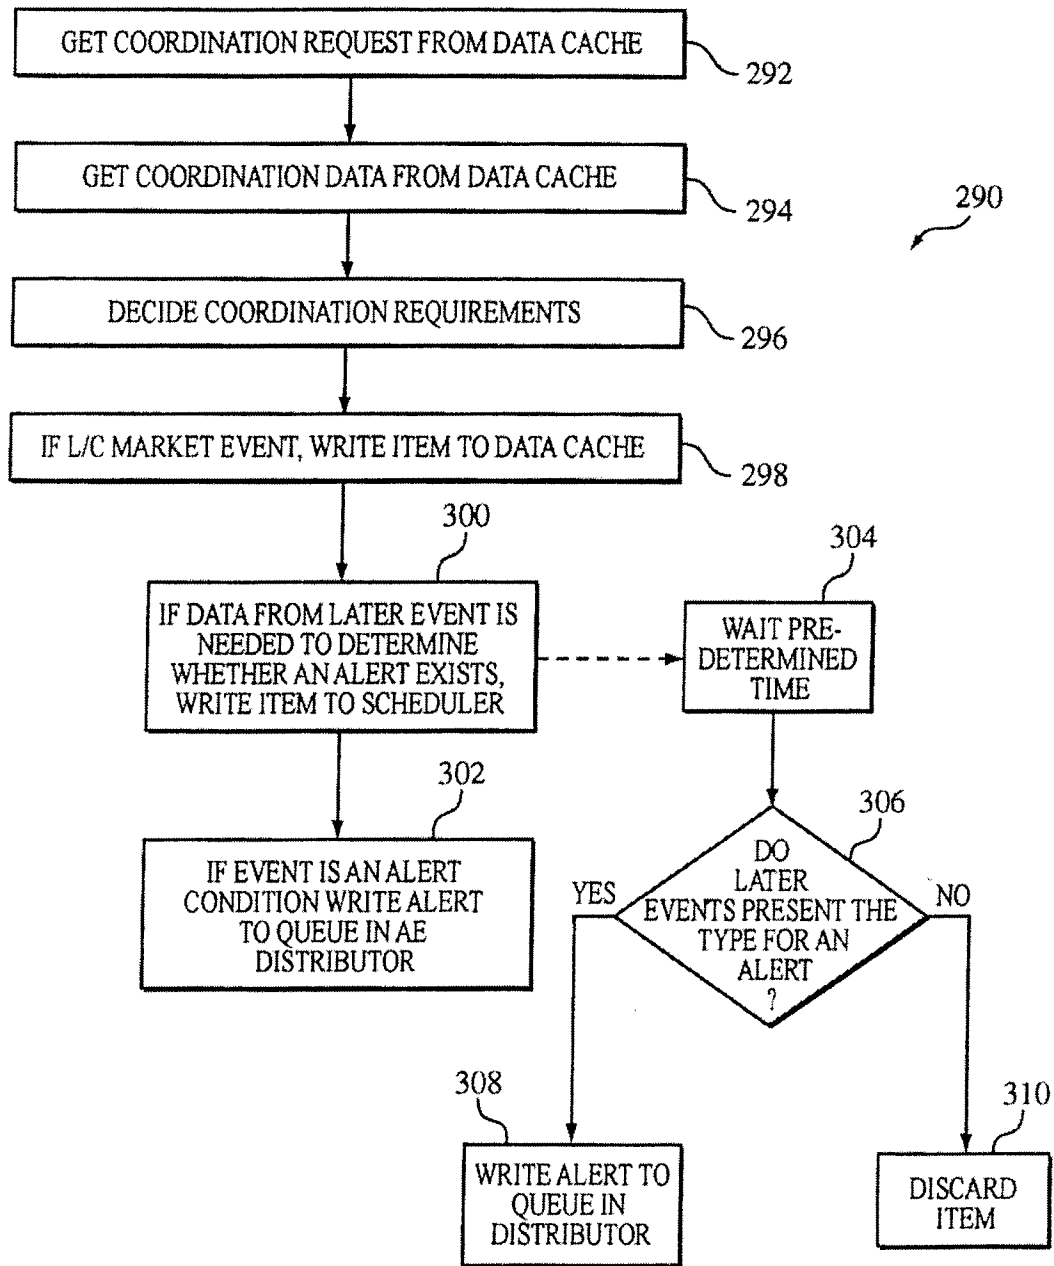 GET COORDINATION REQUEST FROM DATA CACHE
292
GET COORDINATION DATA FROM DATA CACHE
294
290
DECIDE COORDINATION REQUIREMENTS
296
IF L/C MARKET EVENT, WRITE ITEM TO DATA CACHE
298
300
IF DATA FROM LATER EVENT IS
NEEDED TO DETERMINE
WHETHER AN ALERT EXISTS,
WRITE ITEM TO SCHEDULER
304
WAIT PRE-
DETERMINED
TIME
302
IF EVENT IS AN ALERT
CONDITION WRITE ALERT
TO QUEUE IN AE
DISTRIBUTOR
306
DO
LATER
EVENTS PRESENT THE
TYPE FOR AN
ALERT
?
YES
NO
308
WRITE ALERT TO
QUEUE IN
DISTRIBUTOR
310
DISCARD
ITEM